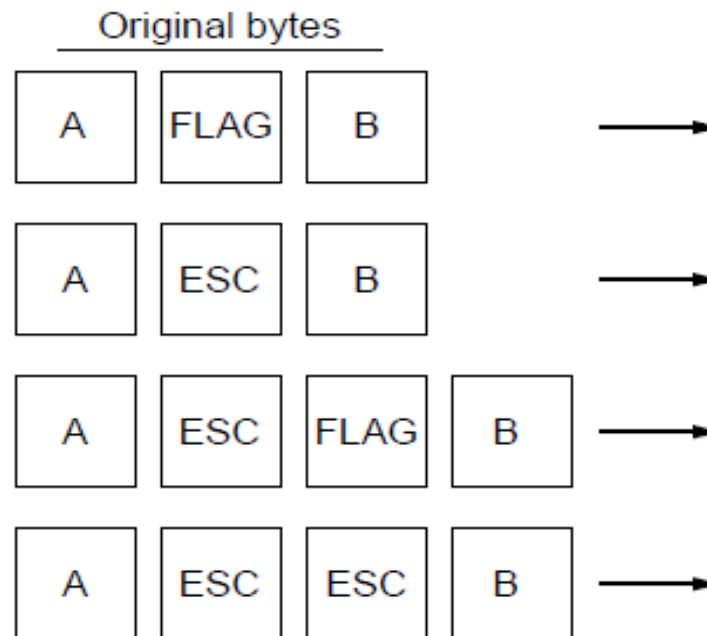 Original bytes
A FLAG B
A ESC B
A ESC FLAG B
A ESC ESC B